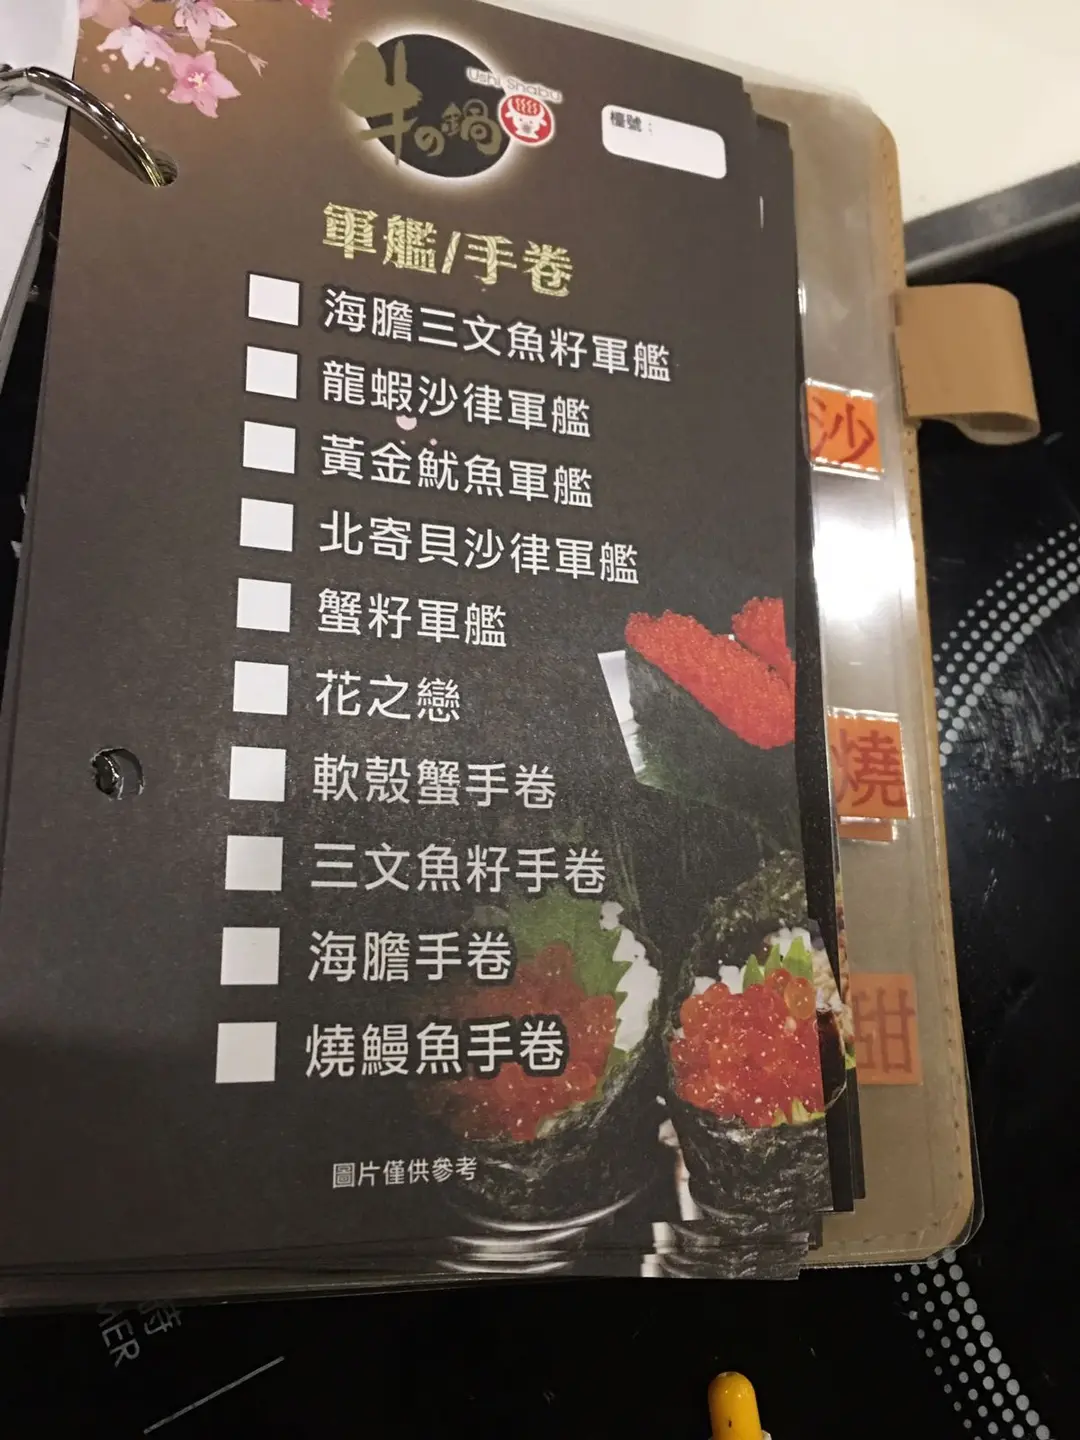 牛の鍋
Ushi Shabu
檯號：
軍艦/手卷
海膽三文魚籽軍艦
龍蝦沙律軍艦
黃金魷魚軍艦
北寄貝沙律軍艦
蟹籽軍艦
花之戀
軟殼蟹手卷
三文魚籽手卷
海膽手卷
燒鰻魚手卷
圖片僅供參考
沙
燒
甜